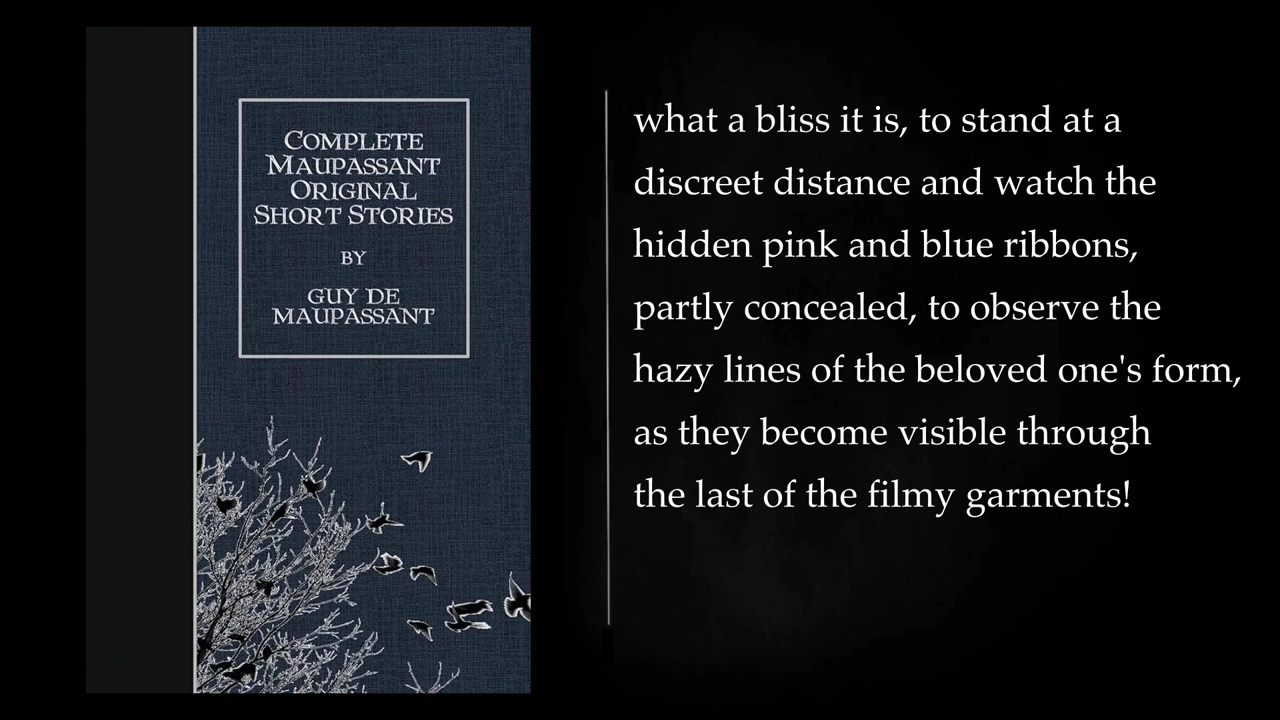 COMPLETE
MAUPASSANT
ORIGINAL
SHORT STORIES
BY
GUY DE
MAUPASSANT
what a bliss it is, to stand at a
discreet distance and watch the
hidden pink and blue ribbons,
partly concealed, to observe the
hazy lines of the beloved one's form,
as they become visible through
the last of the filmy garments!